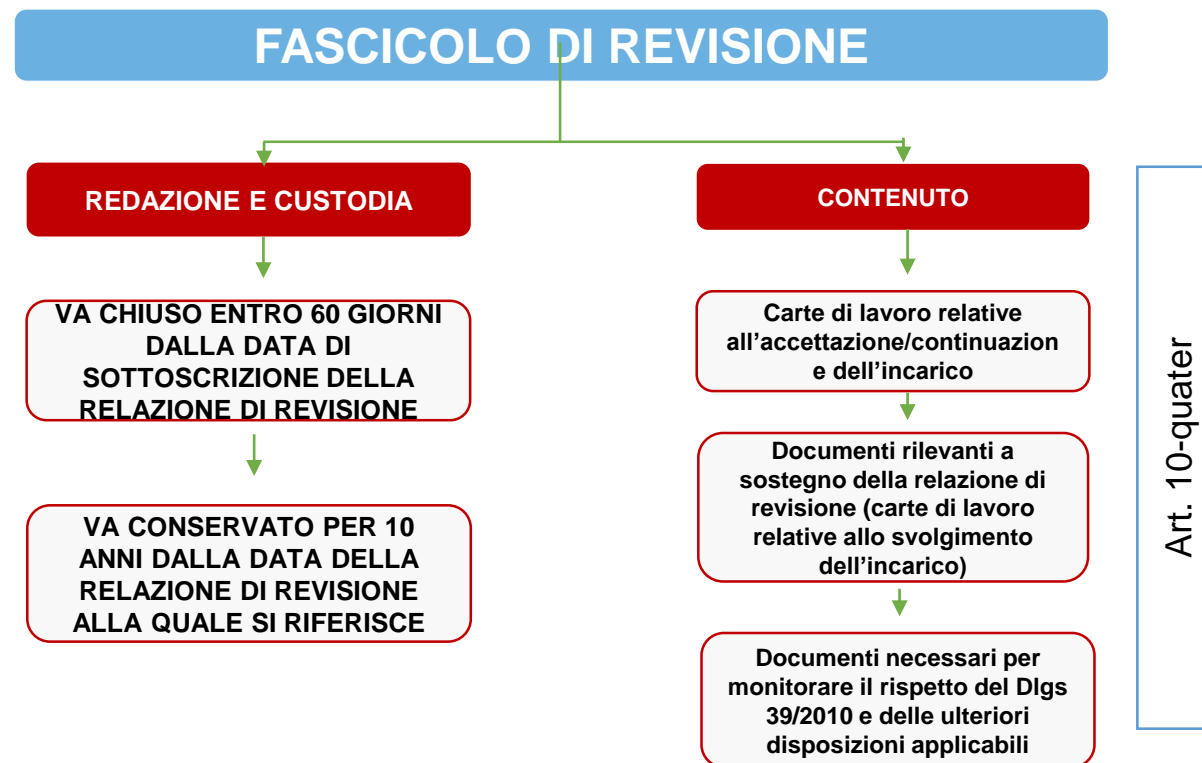 FASCICOLO DI REVISIONE
REDAZIONE E CUSTODIA
VA CHIUSO ENTRO 60 GIORNI
DALLA DATA DI
SOTTOSCRIZIONE DELLA
RELAZIONE DI REVISIONE
VA CONSERVATO PER 10
ANNI DALLA DATA DELLA
RELAZIONE DI REVISIONE
ALLA QUALE SI RIFERISCE
CONTENUTO
Carte di lavoro relative
all’accettazione/continuazion
e dell’incarico
Documenti rilevanti a
sostegno della relazione di
revisione (carte di lavoro
relative allo svolgimento
dell’incarico)
Documenti necessari per
monitorare il rispetto del Dlgs
39/2010 e delle ulteriori
disposizioni applicabili
Art. 10-quater